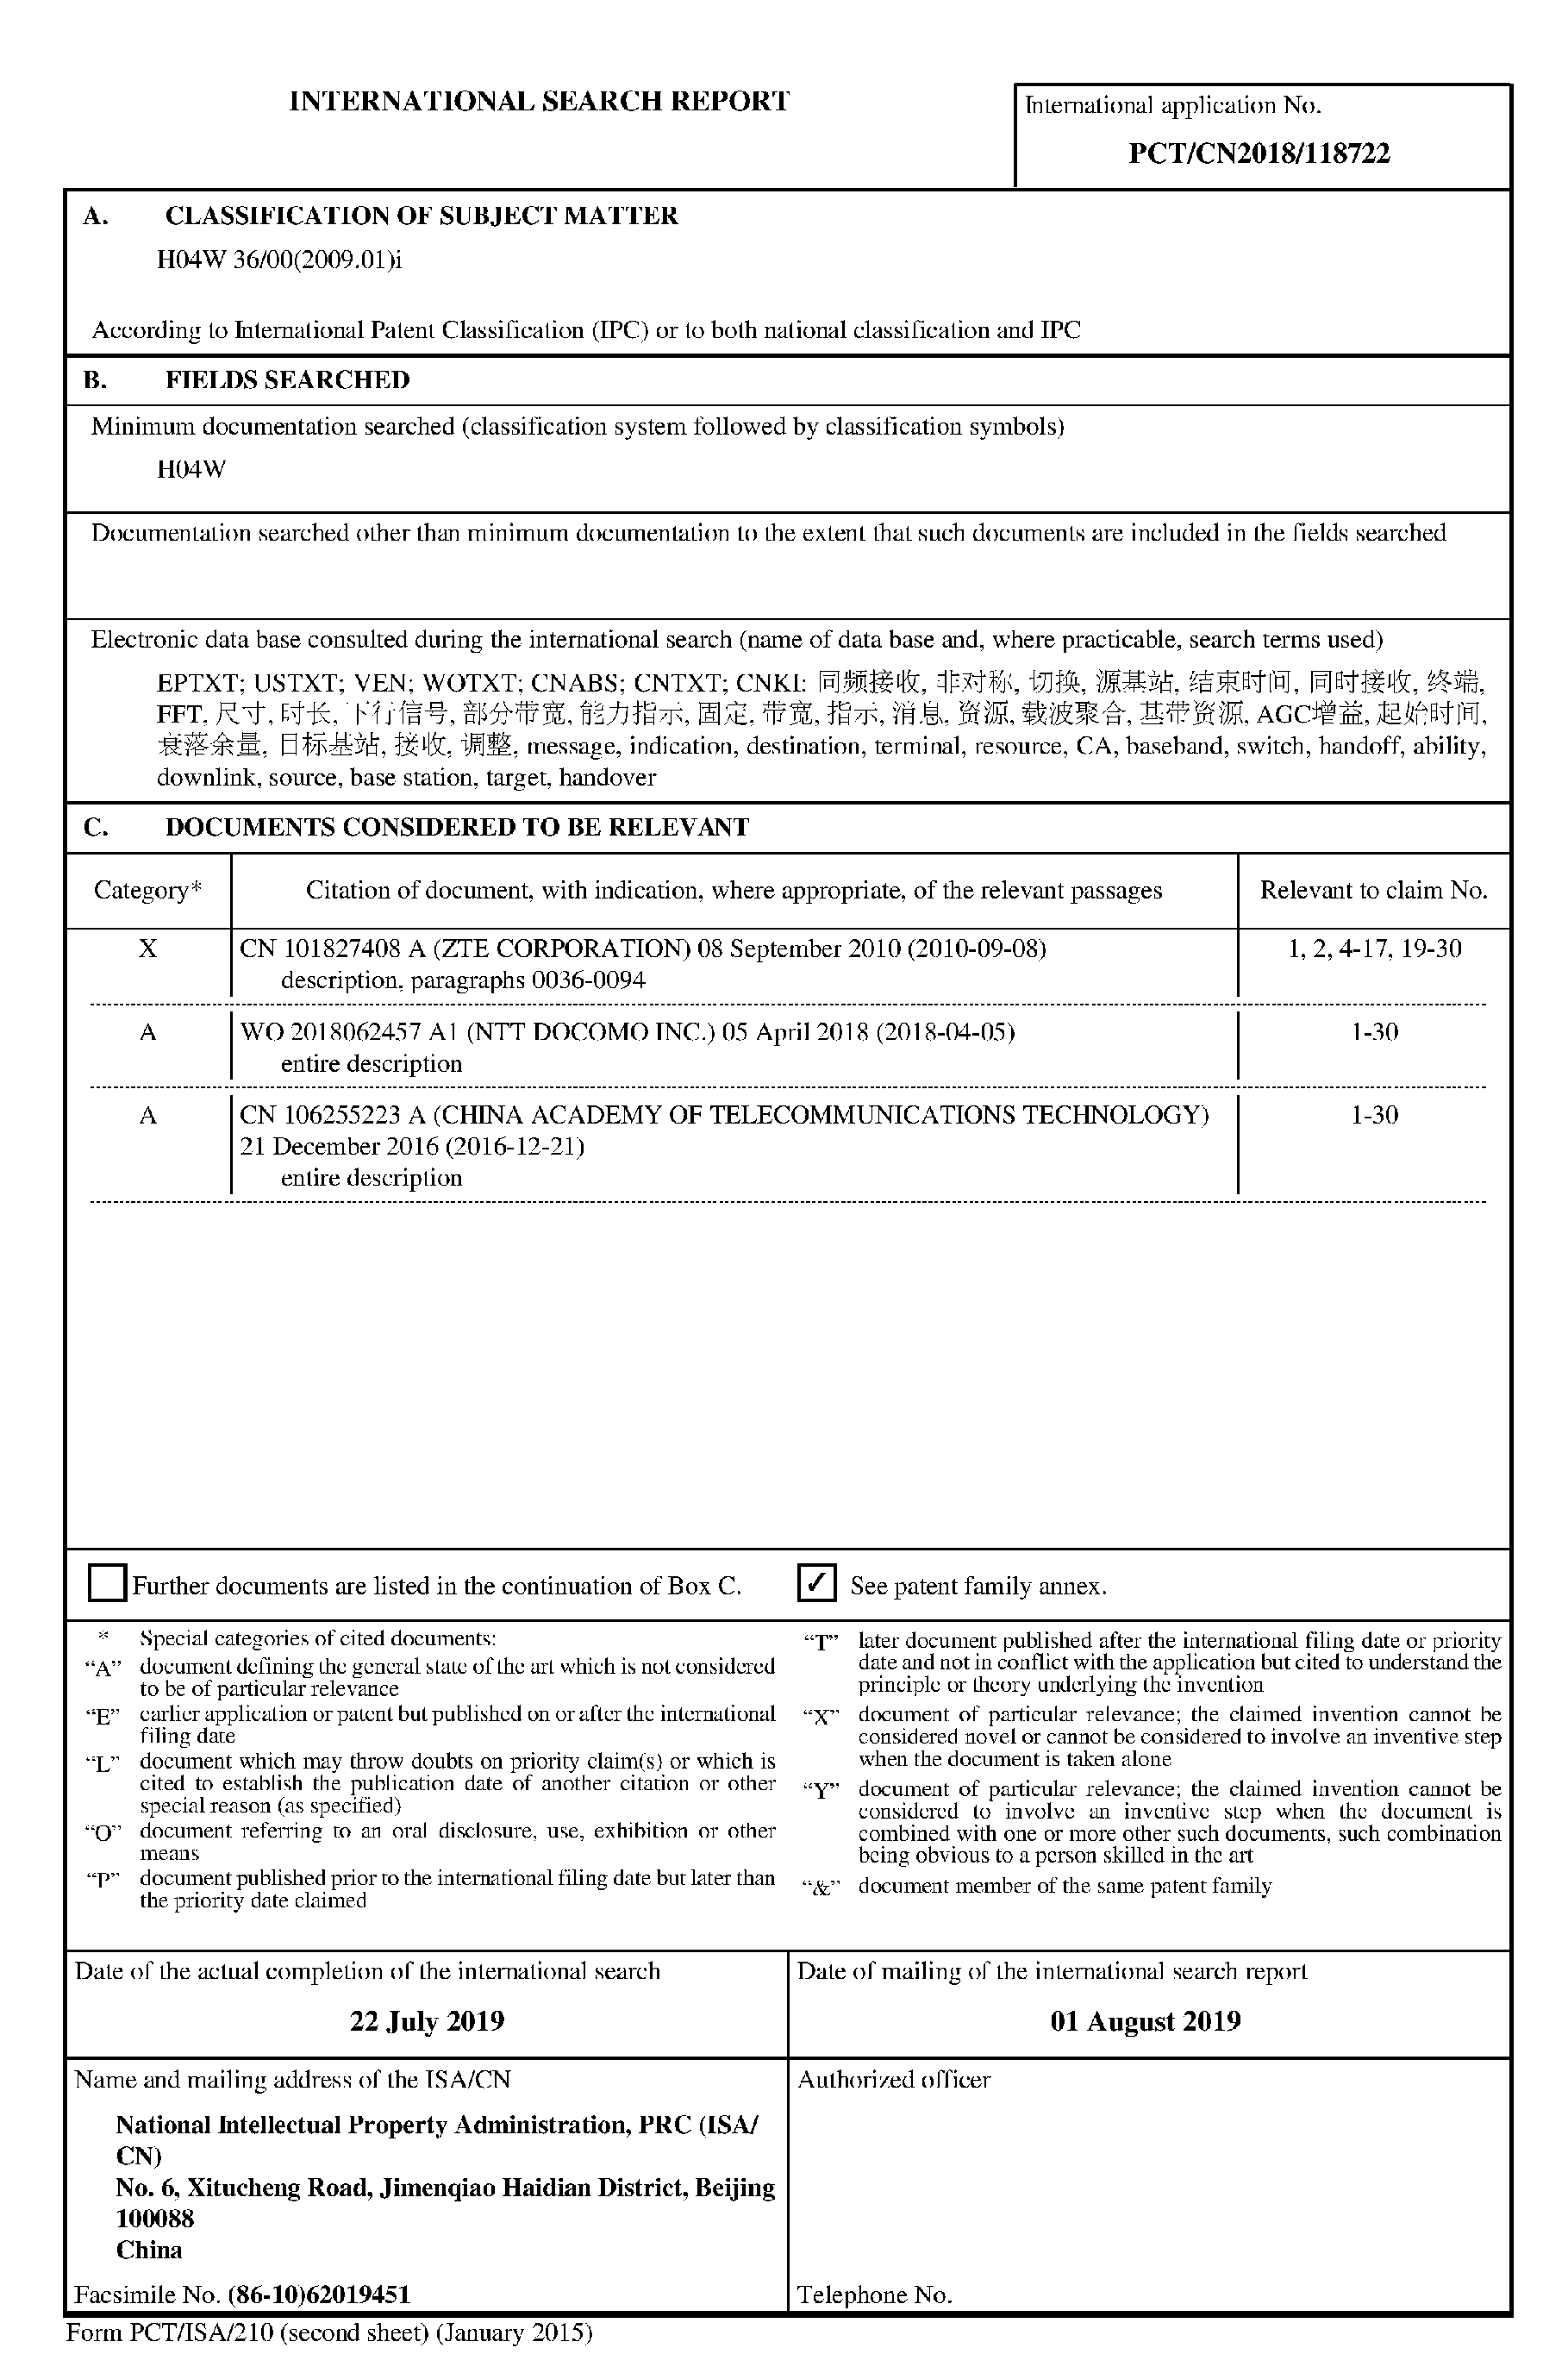 INTERNATIONAL SEARCH REPORT
International application No.
PCT/CN2018/118722
A. CLASSIFICATION OF SUBJECT MATTER
H04W 36/00(2009.01)i
According to International Patent Classification (IPC) or to both national classification and IPC
B. FIELDS SEARCHED
Minimum documentation searched (classification system followed by classification symbols)
H04W
Documentation searched other than minimum documentation to the extent that such documents are included in the fields searched
Electronic data base consulted during the international search (name of data base and, where practicable, search terms used)
EPTXT; USTXT; VEN; WOTXT; CNABS; CNTXT; CNKI: 同频接收, 非对称, 切换, 源基站, 结束时间, 同时接收, 终端,
FFT, 尺寸, 时长, 下行信号, 部分带宽, 能力指示, 固定, 带宽, 指示, 消息, 资源, 载波聚合, 基带资源, AGC增益, 起始时间,
衰落余量, 目标基站, 接收, 调整, message, indication, destination, terminal, resource, CA, baseband, switch, handoff, ability,
downlink, source, base station, target, handover
C. DOCUMENTS CONSIDERED TO BE RELEVANT
Category* Citation of document, with indication, where appropriate, of the relevant passages Relevant to claim No.
X CN 101827408 A (ZTE CORPORATION) 08 September 2010 (2010-09-08) 1, 2, 4-17, 19-30
description, paragraphs 0036-0094
A WO 2018062457 A1 (NTT DOCOMO INC.) 05 April 2018 (2018-04-05) 1-30
entire description
A CN 106255223 A (CHINA ACADEMY OF TELECOMMUNICATIONS TECHNOLOGY) 1-30
21 December 2016 (2016-12-21)
entire description
Further documents are listed in the continuation of Box C. ✓ See patent family annex.
* Special categories of cited documents:
“A” document defining the general state of the art which is not considered
to be of particular relevance
“E” earlier application or patent but published on or after the international
filing date
“L” document which may throw doubts on priority claim(s) or which is
cited to establish the publication date of another citation or other
special reason (as specified)
“O” document referring to an oral disclosure, use, exhibition or other
means
“P” document published prior to the international filing date but later than
the priority date claimed
“T” later document published after the international filing date or priority
date and not in conflict with the application but cited to understand the
principle or theory underlying the invention
“X” document of particular relevance; the claimed invention cannot be
considered novel or cannot be considered to involve an inventive step
when the document is taken alone
“Y” document of particular relevance; the claimed invention cannot be
considered to involve an inventive step when the document is
combined with one or more other such documents, such combination
being obvious to a person skilled in the art
“&” document member of the same patent family
Date of the actual completion of the international search
22 July 2019
Date of mailing of the international search report
01 August 2019
Name and mailing address of the ISA/CN
National Intellectual Property Administration, PRC (ISA/
CN)
No. 6, Xitucheng Road, Jimenqiao Haidian District, Beijing
100088
China
Facsimile No. (86-10)62019451
Authorized officer
Telephone No.
Form PCT/ISA/210 (second sheet) (January 2015)